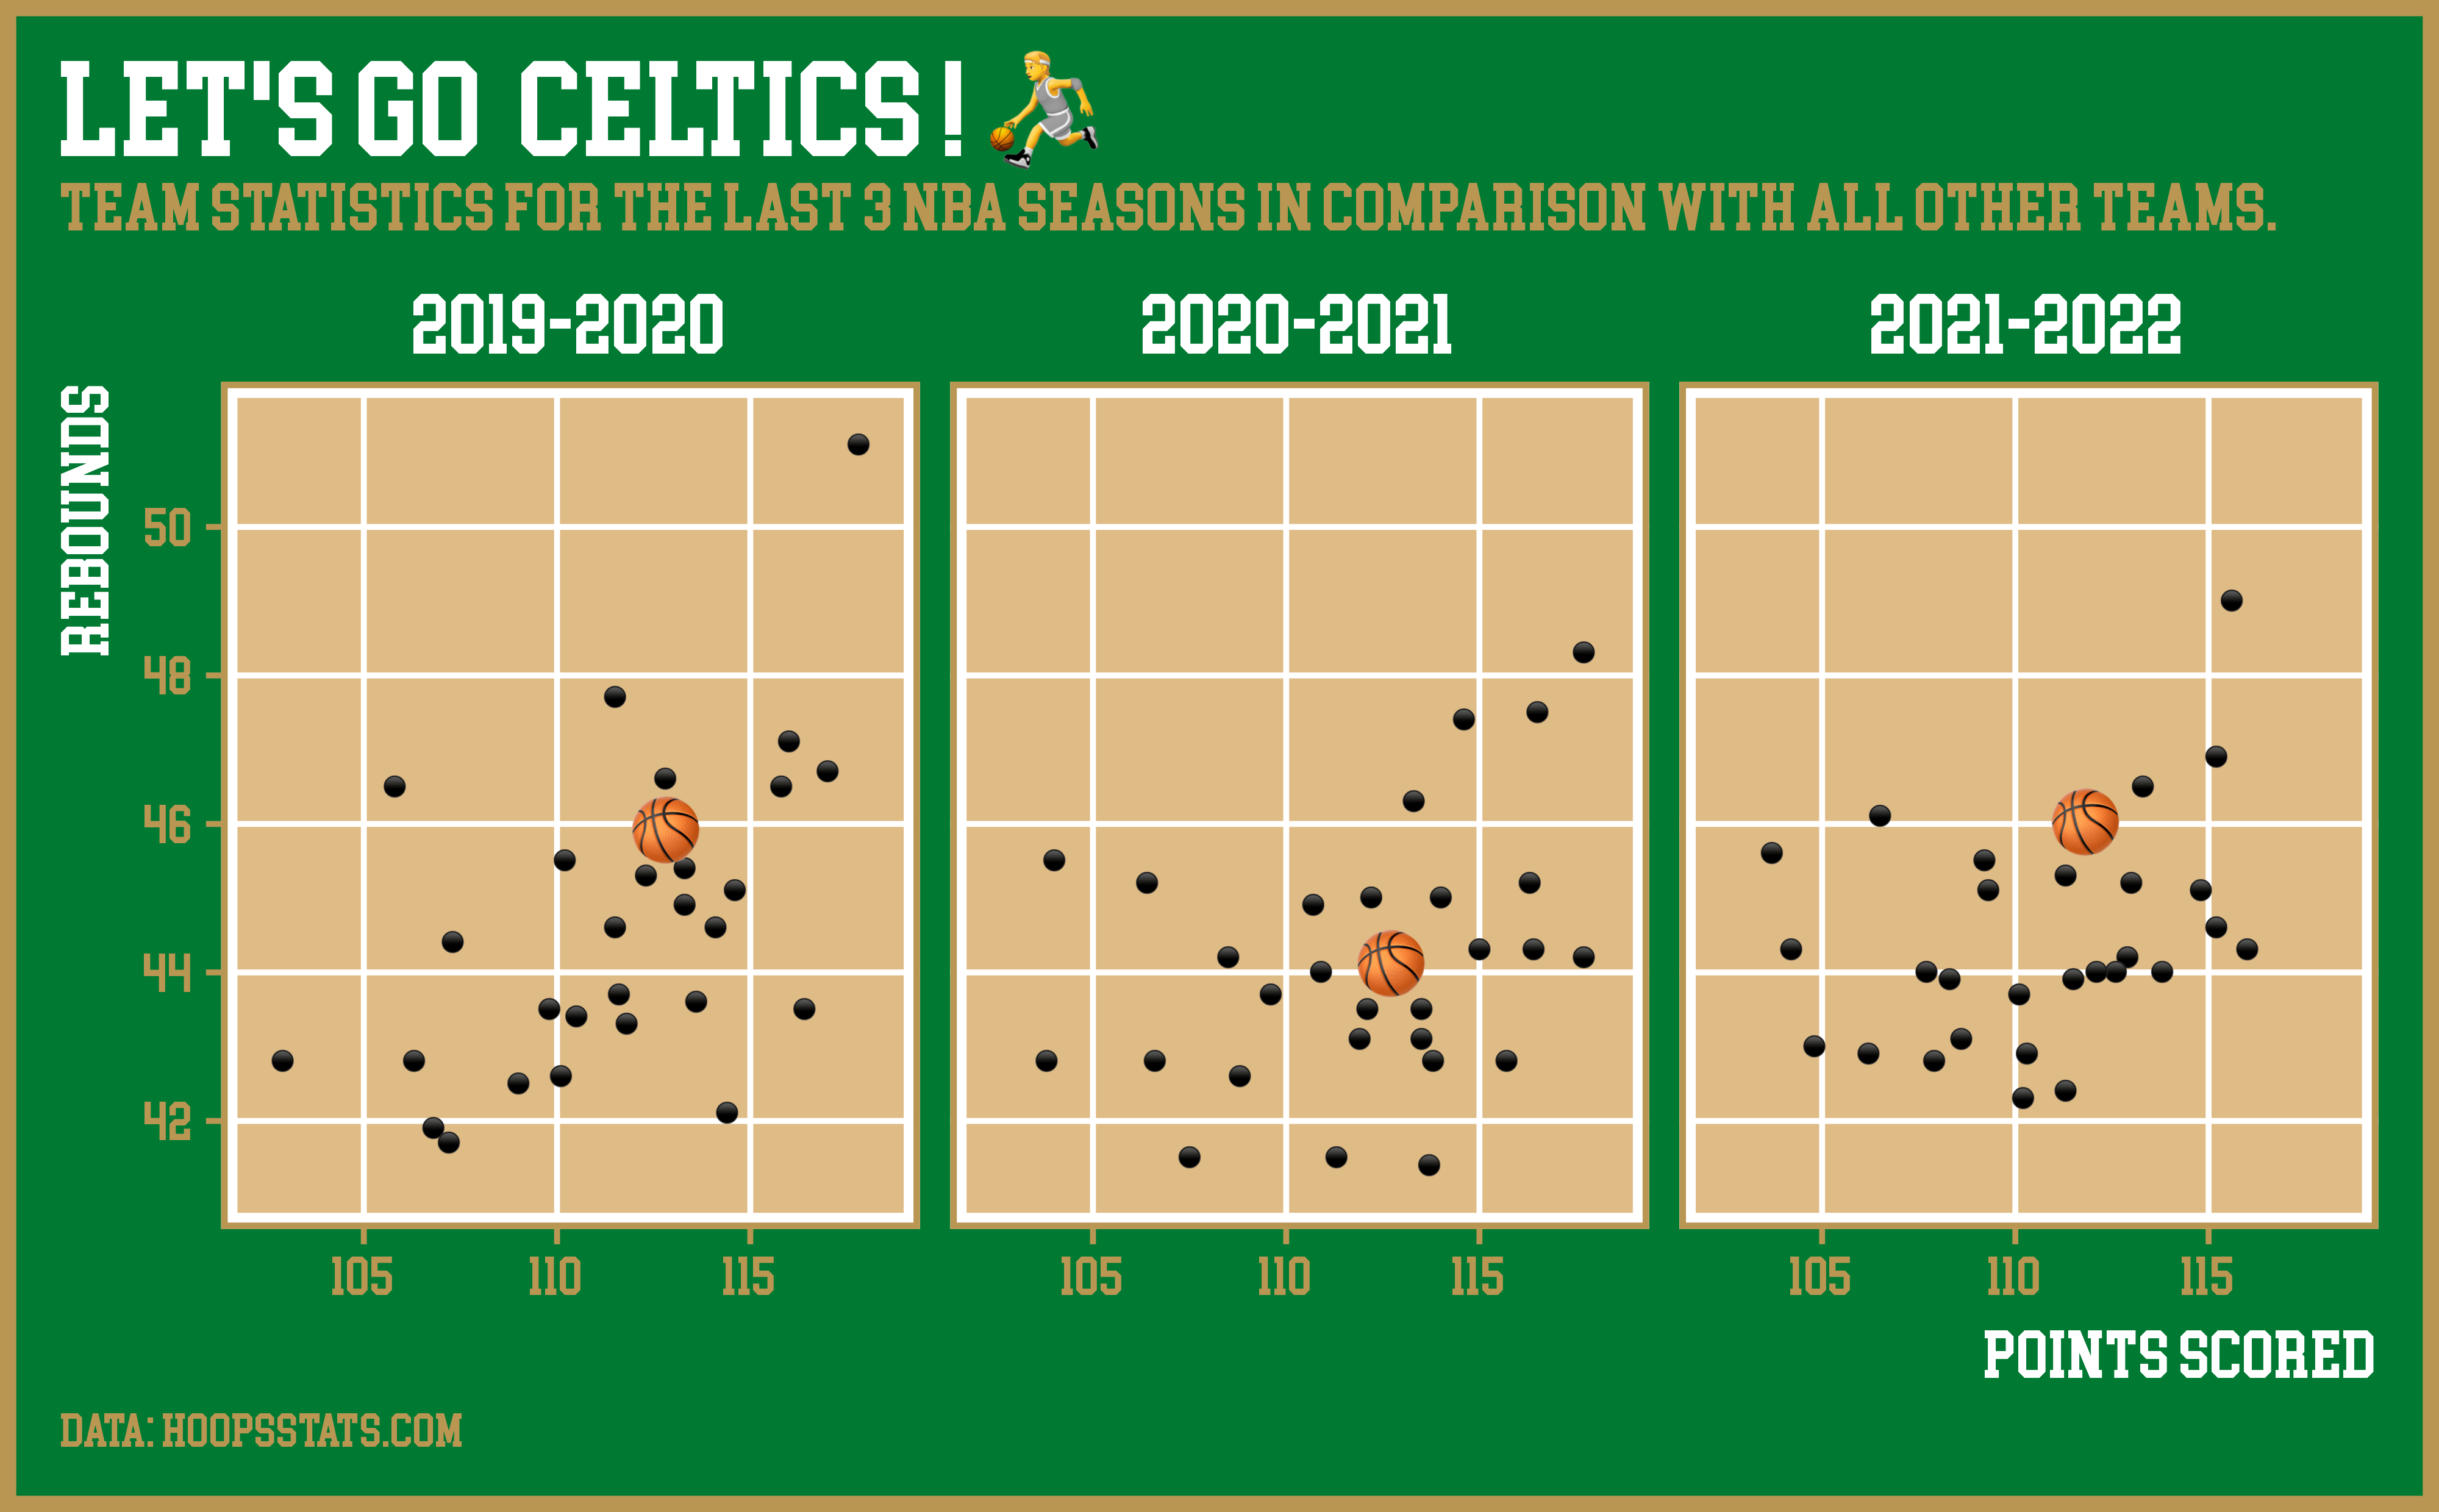 LET'S GO CELTICS!
TEAM STATISTICS FOR THE LAST 3 NBA SEASONS IN COMPARISON WITH ALL OTHER TEAMS.
2019-2020
2020-2021
2021-2022
REBOUNDS
50
48
46
44
42
105 110 115
105 110 115
105 110 115
POINTS SCORED
DATA: HOOPSSTATS.COM